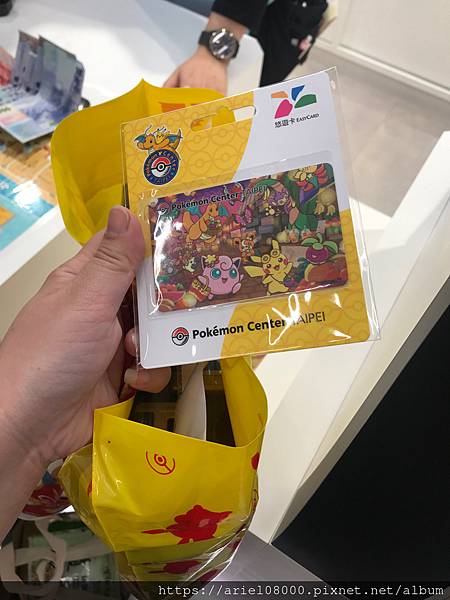 悠遊卡 EASYCARD
Pokémon Center TAIPEI
Pokémon Center TAIPEI
https://ariel08000.pixnet.net/album